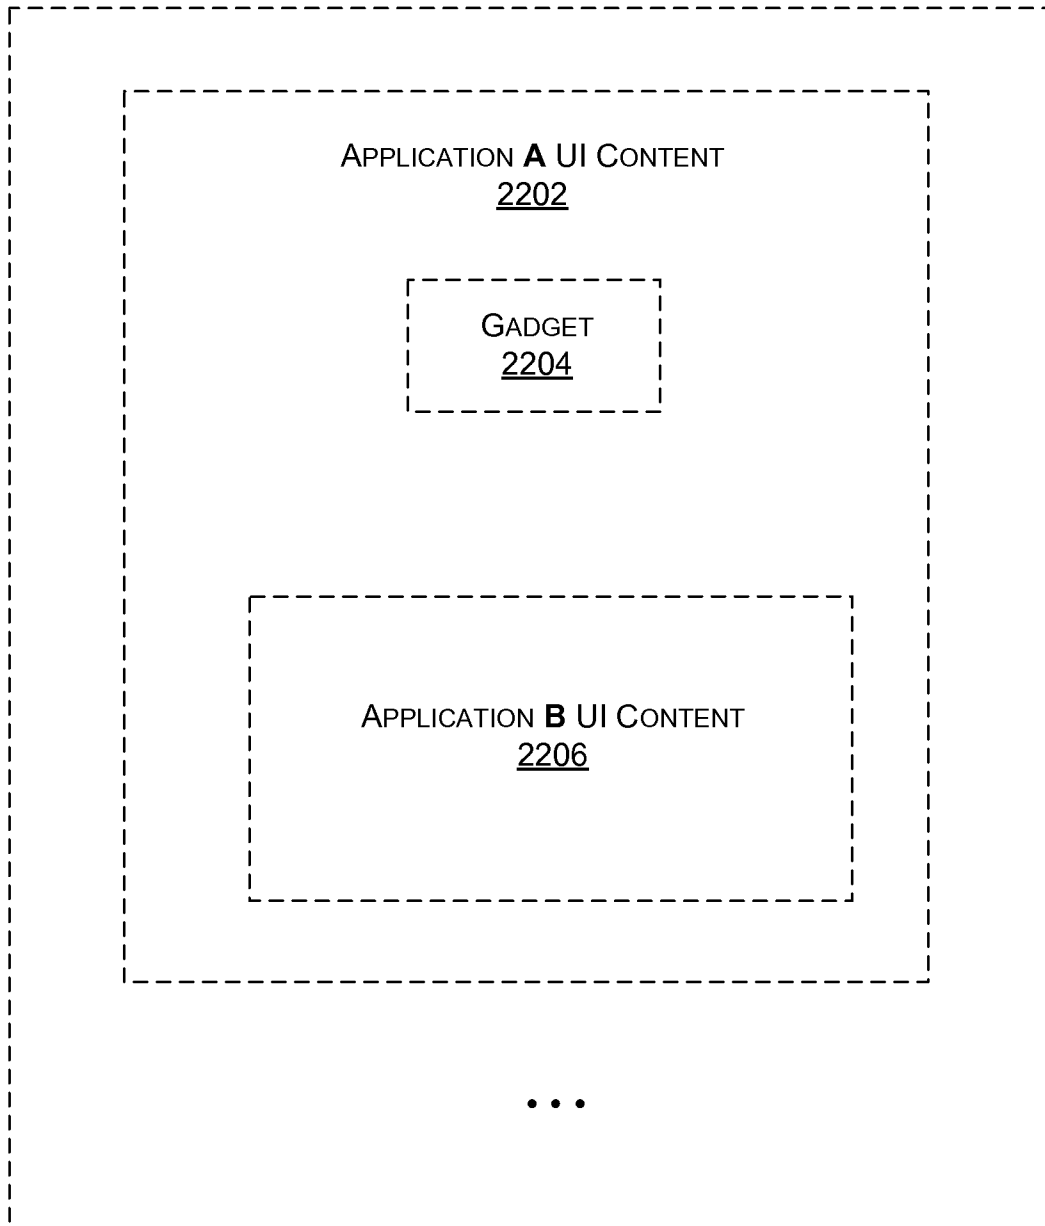 APPLICATION A UI CONTENT
2202
GADGET
2204
APPLICATION B UI CONTENT
2206
...